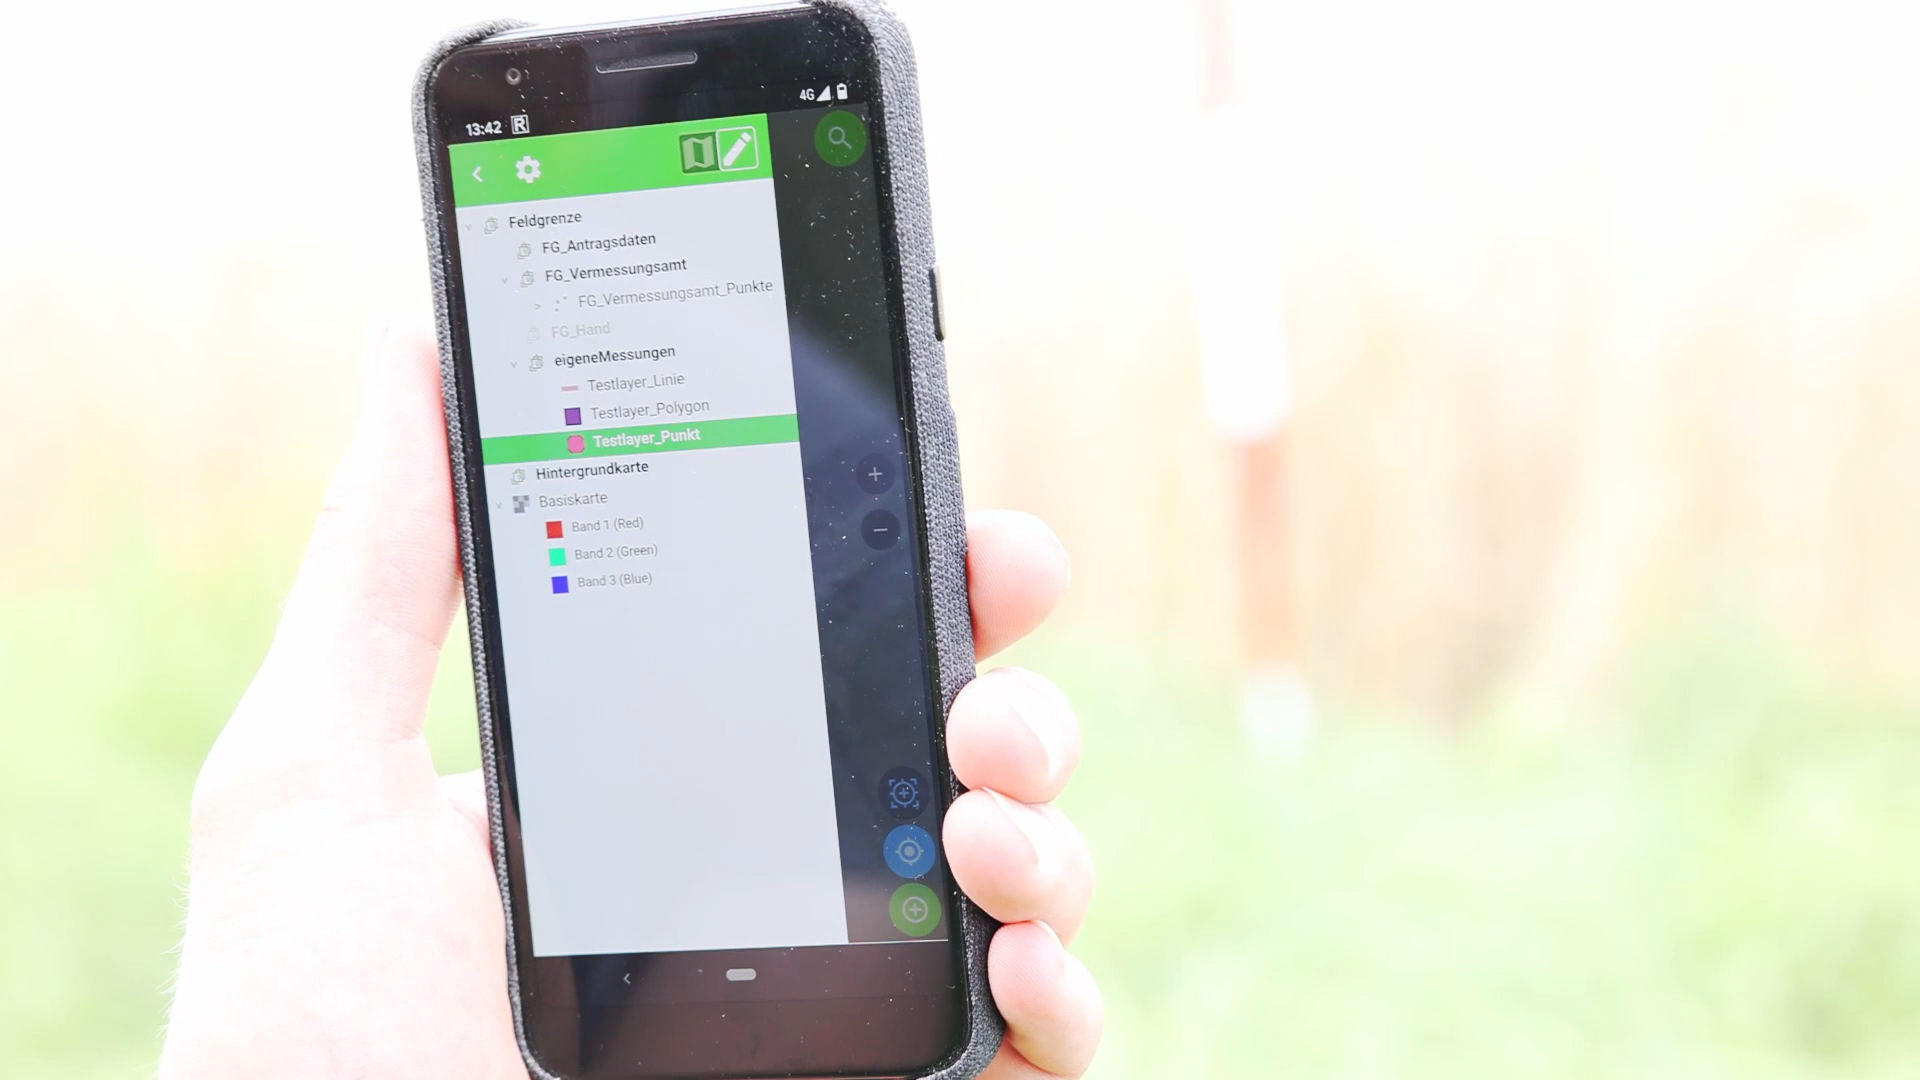 13:42 R 4G
Feldgrenze
FG_Antragsdaten
FG_Vermessungsamt
FG_Vermessungsamt_Punkte
FG_Hand
eigeneMessungen
Testlayer_Linie
Testlayer_Polygon
Testlayer_Punkt
Hintergrundkarte
Basiskarte
Band 1 (Red)
Band 2 (Green)
Band 3 (Blue)